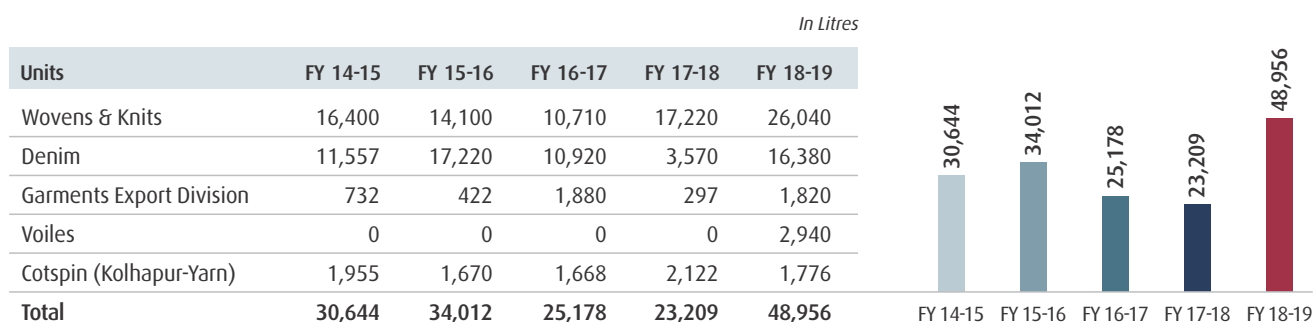 In Litres
Units FY 14-15 FY 15-16 FY 16-17 FY 17-18 FY 18-19
Wovens & Knits 16,400 14,100 10,710 17,220 26,040
Denim 11,557 17,220 10,920 3,570 16,380
Garments Export Division 732 422 1,880 297 1,820
Voiles 0 0 0 0 2,940
Cotspin (Kolhapur-Yarn) 1,955 1,670 1,668 2,122 1,776
Total 30,644 34,012 25,178 23,209 48,956
30,644
34,012
25,178
23,209
48,956
FY 14-15 FY 15-16 FY 16-17 FY 17-18 FY 18-19